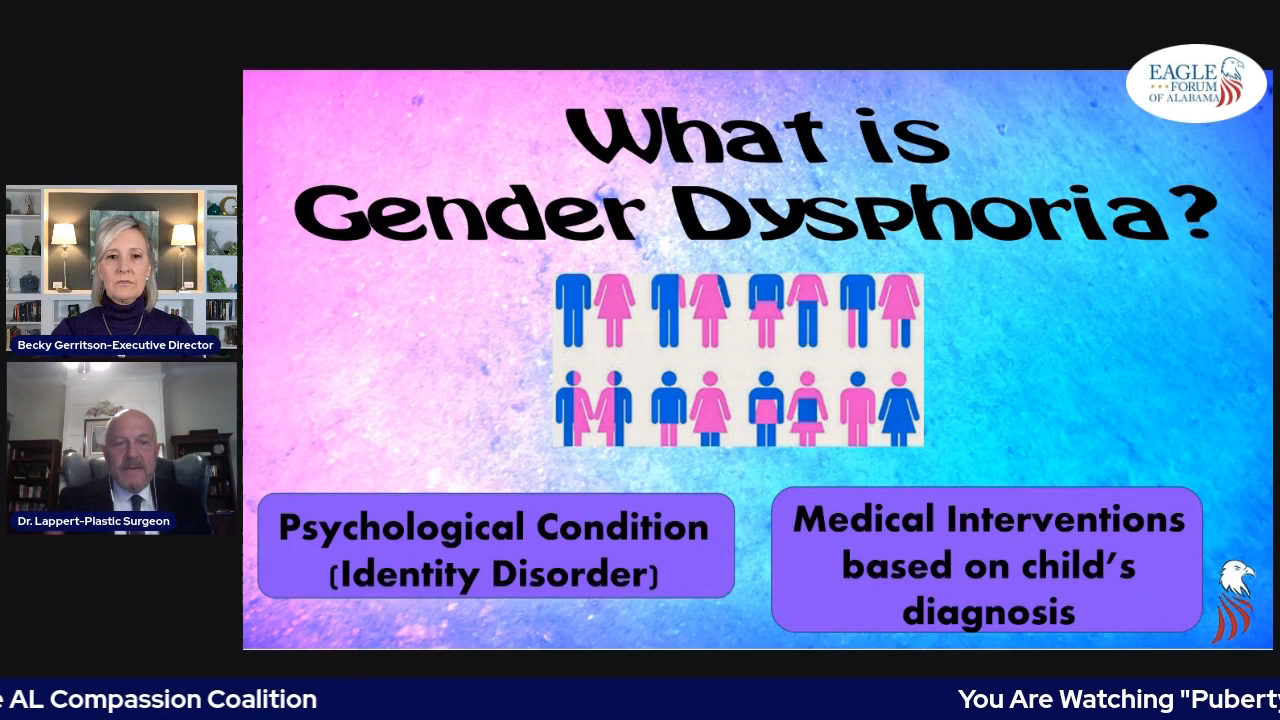 EAGLE
FORUM
OF ALABAMA
What is
Gender Dysphoria?
Becky Gerritson-Executive Director
Dr. Lappert-Plastic Surgeon
Psychological Condition
(Identity Disorder)
Medical Interventions
based on child's
diagnosis
e AL Compassion Coalition
You Are Watching "Puberty